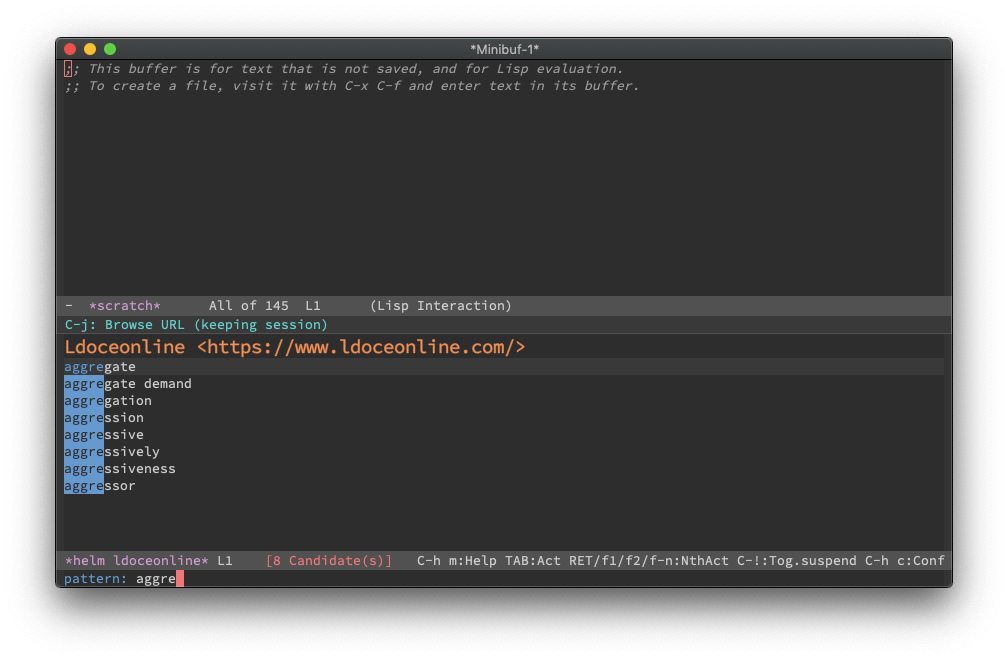 *Minibuf-1*
;; This buffer is for text that is not saved, and for Lisp evaluation.
;; To create a file, visit it with C-x C-f and enter text in its buffer.
-  *scratch*      All of 145  L1      (Lisp Interaction)
C-j: Browse URL (keeping session)
Ldoceonline <https://www.ldoceonline.com/>
aggregate
aggregate demand
aggregation
aggression
aggressive
aggressively
aggressiveness
aggressor
*helm ldoceonline* L1    [8 Candidate(s)]   C-h m:Help TAB:Act RET/f1/f2/f-n:NthAct C-!:Tog.suspend C-h c:Conf
pattern: aggre